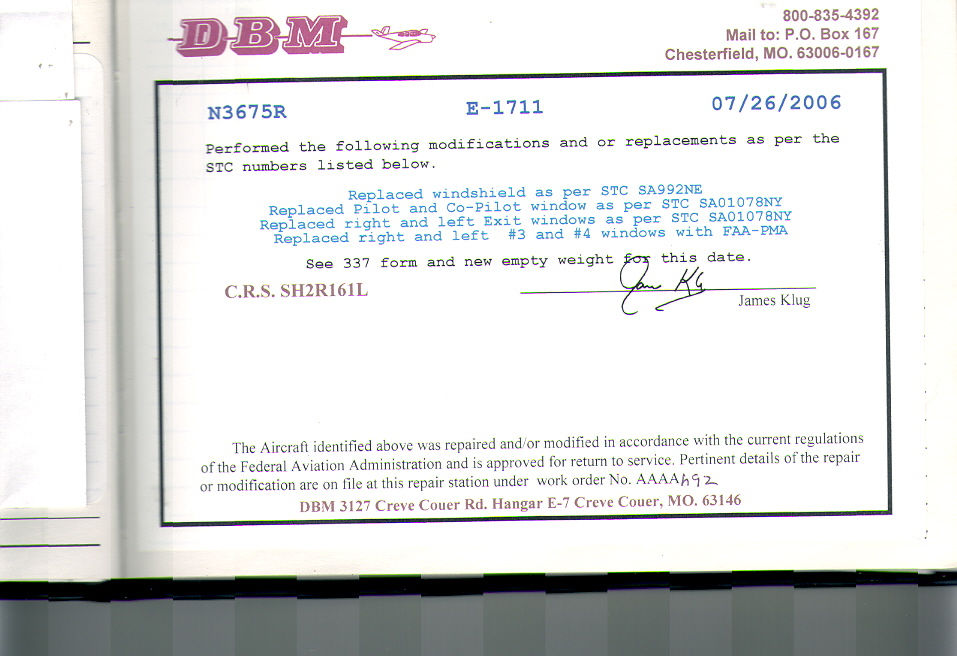 DBM
800-835-4392
Mail to: P.O. Box 167
Chesterfield, MO. 63006-0167
N3675R E-1711 07/26/2006
Performed the following modifications and or replacements as per the
STC numbers listed below.
Replaced windshield as per STC SA992NE
Replaced Pilot and Co-Pilot window as per STC SA01078NY
Replaced right and left Exit windows as per STC SA01078NY
Replaced right and left #3 and #4 windows with FAA-PMA
See 337 form and new empty weight for this date.
C.R.S. SH2R161L
James Klug
The Aircraft identified above was repaired and/or modified in accordance with the current regulations
of the Federal Aviation Administration and is approved for return to service. Pertinent details of the repair
or modification are on file at this repair station under work order No. AAAAh92
DBM 3127 Creve Couer Rd. Hangar E-7 Creve Couer, MO. 63146